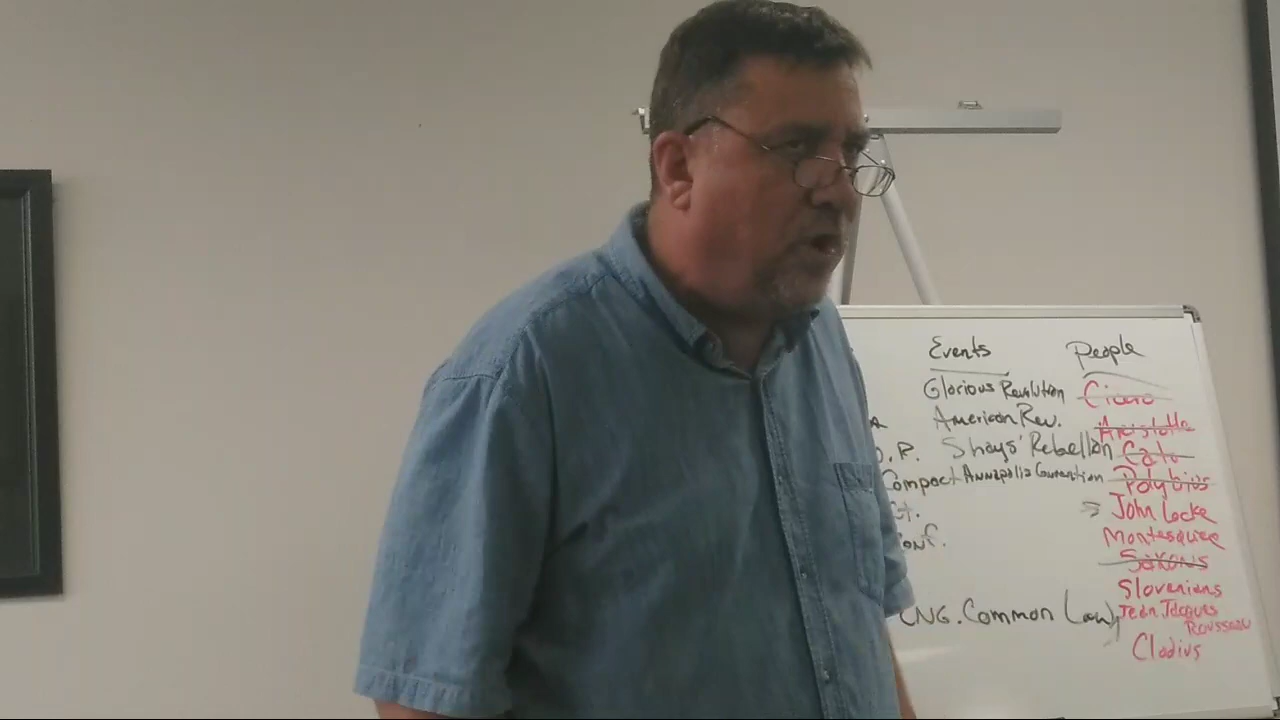 Events
People
Glorious Revolution
Cicero
American Rev.
Aristotle
Shays' Rebellion
Cato
Compact
Annapolis Convention
Polybius
John Locke
Montesquiee
Saxons
Slovenians
ENG. Common Law
Jean Jacques
Rousseau
Cladius